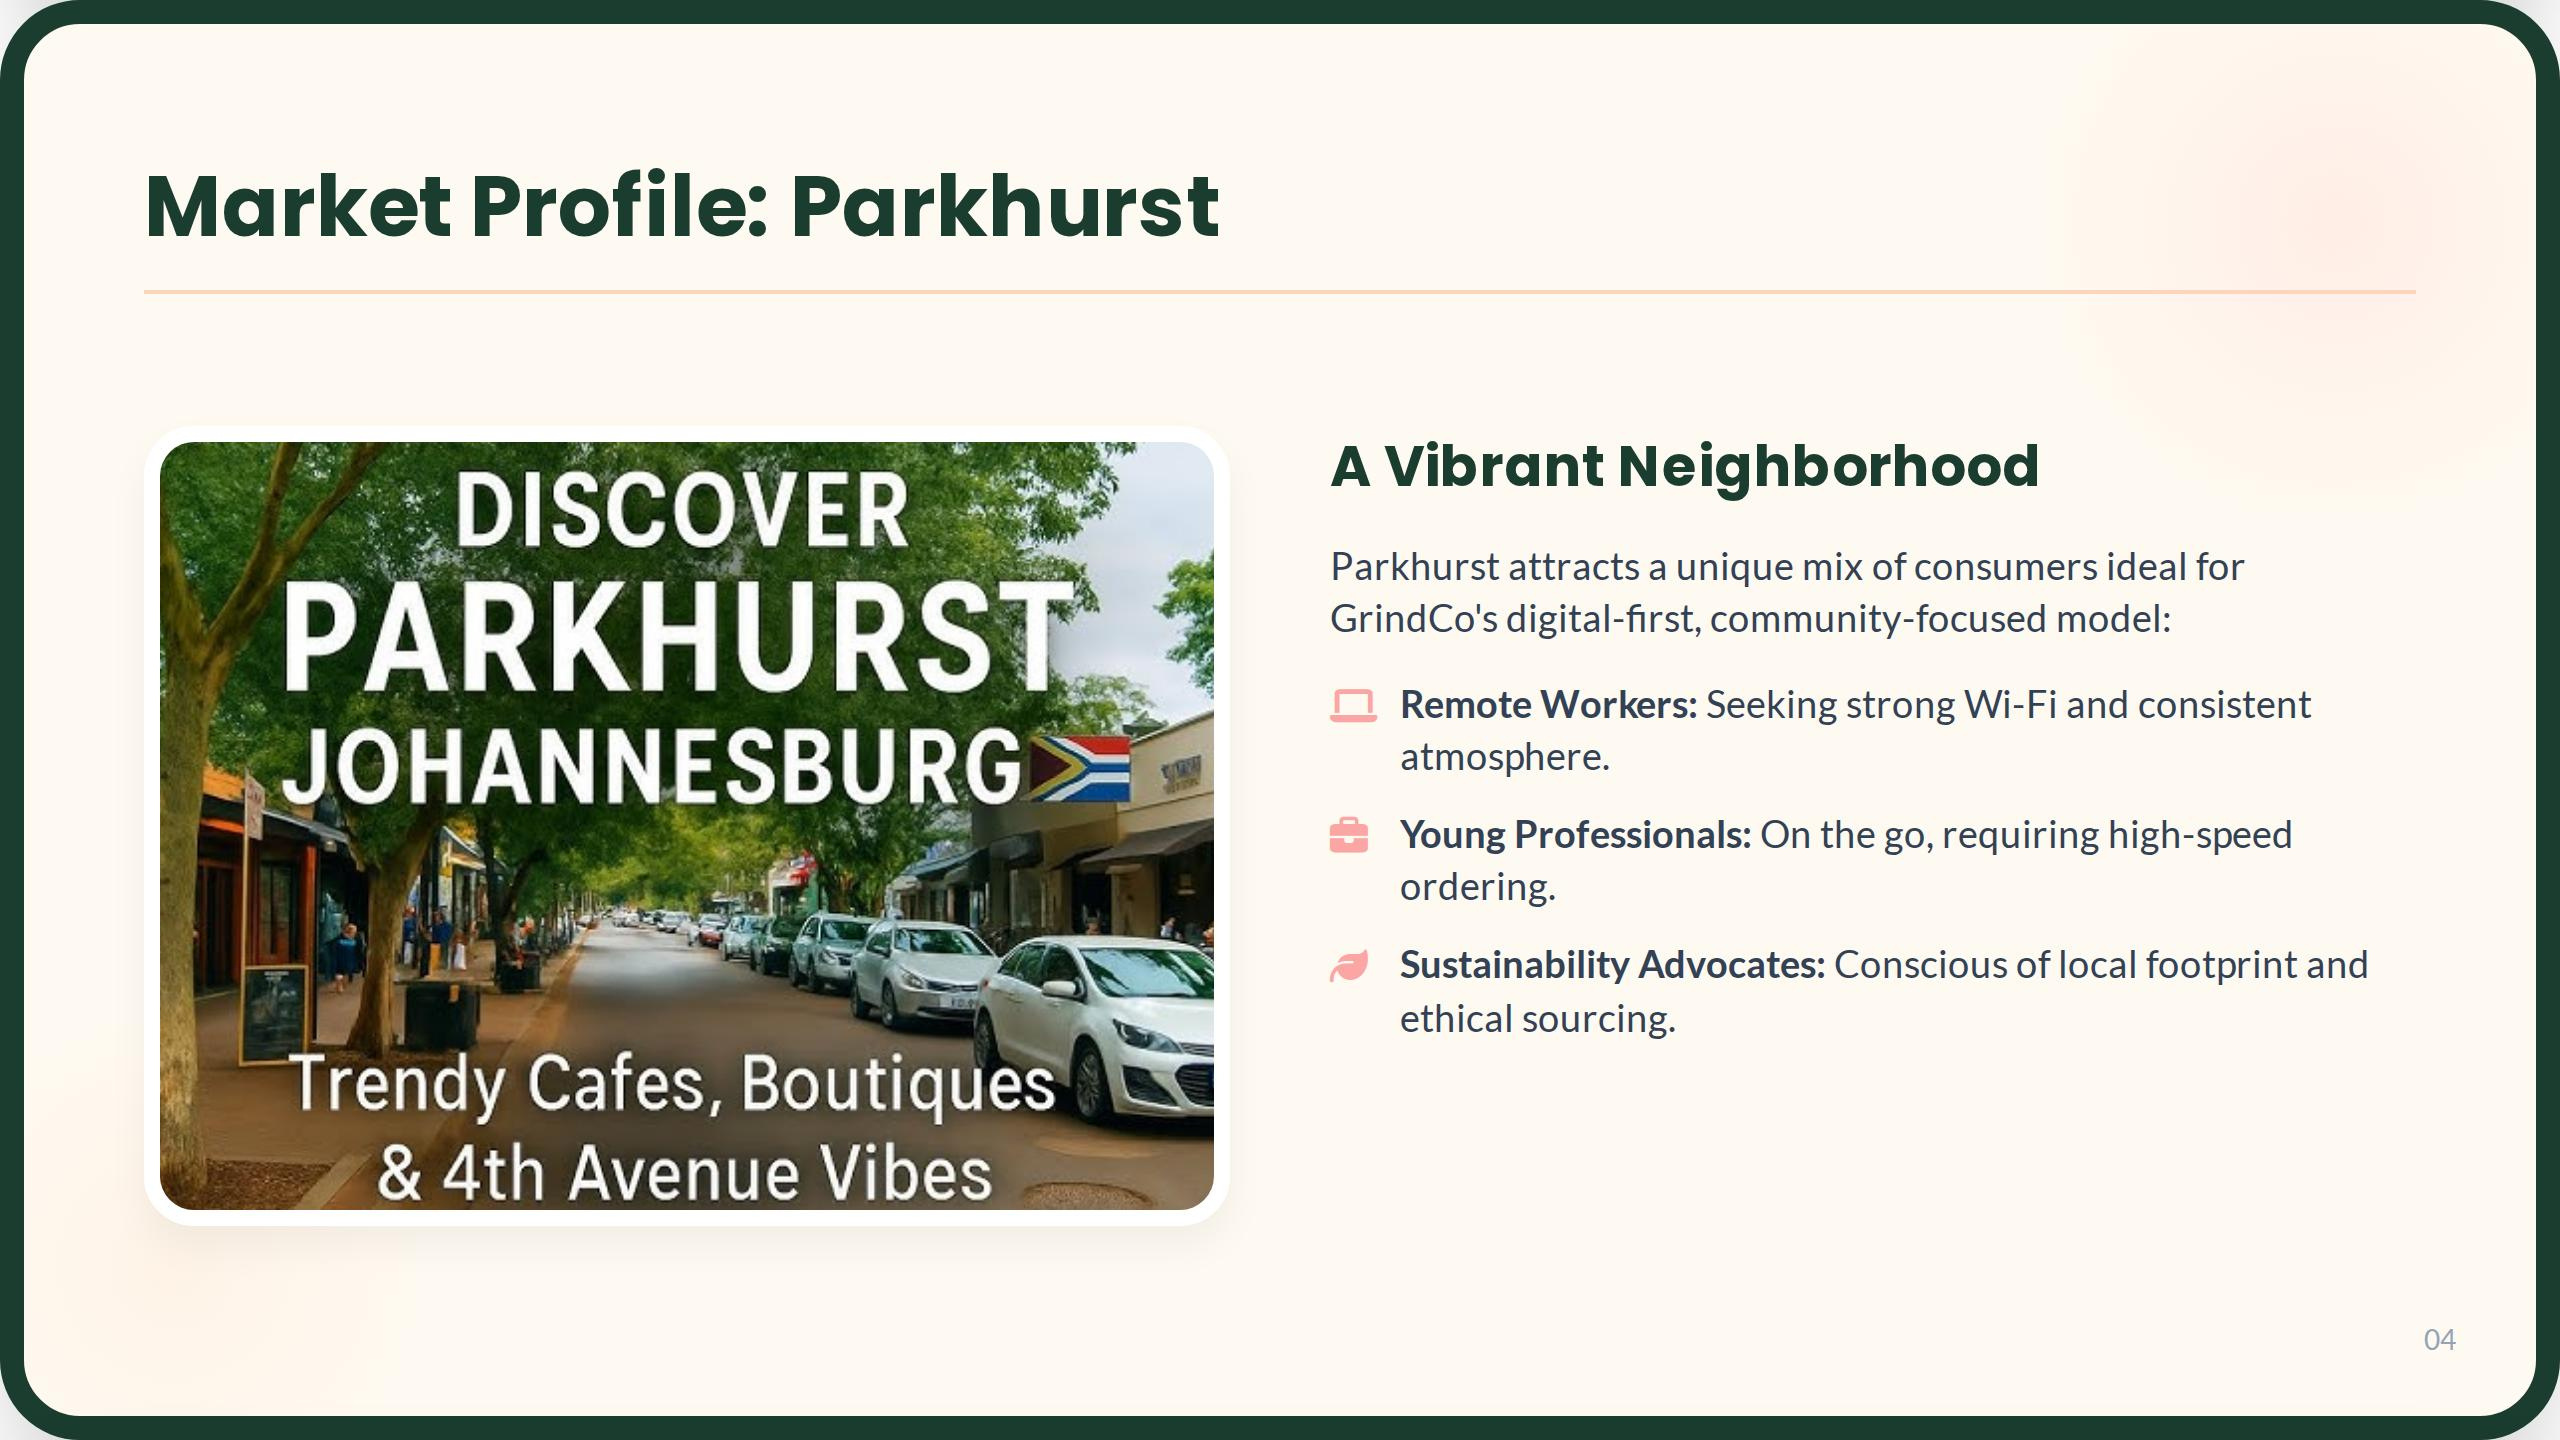 Market Profile: Parkhurst
DISCOVER
PARKHURST
JOHANNESBURG
Trendy Cafes, Boutiques
& 4th Avenue Vibes
A Vibrant Neighborhood
Parkhurst attracts a unique mix of consumers ideal for
GrindCo's digital-first, community-focused model:
Remote Workers: Seeking strong Wi-Fi and consistent
atmosphere.
Young Professionals: On the go, requiring high-speed
ordering.
Sustainability Advocates: Conscious of local footprint and
ethical sourcing.
04